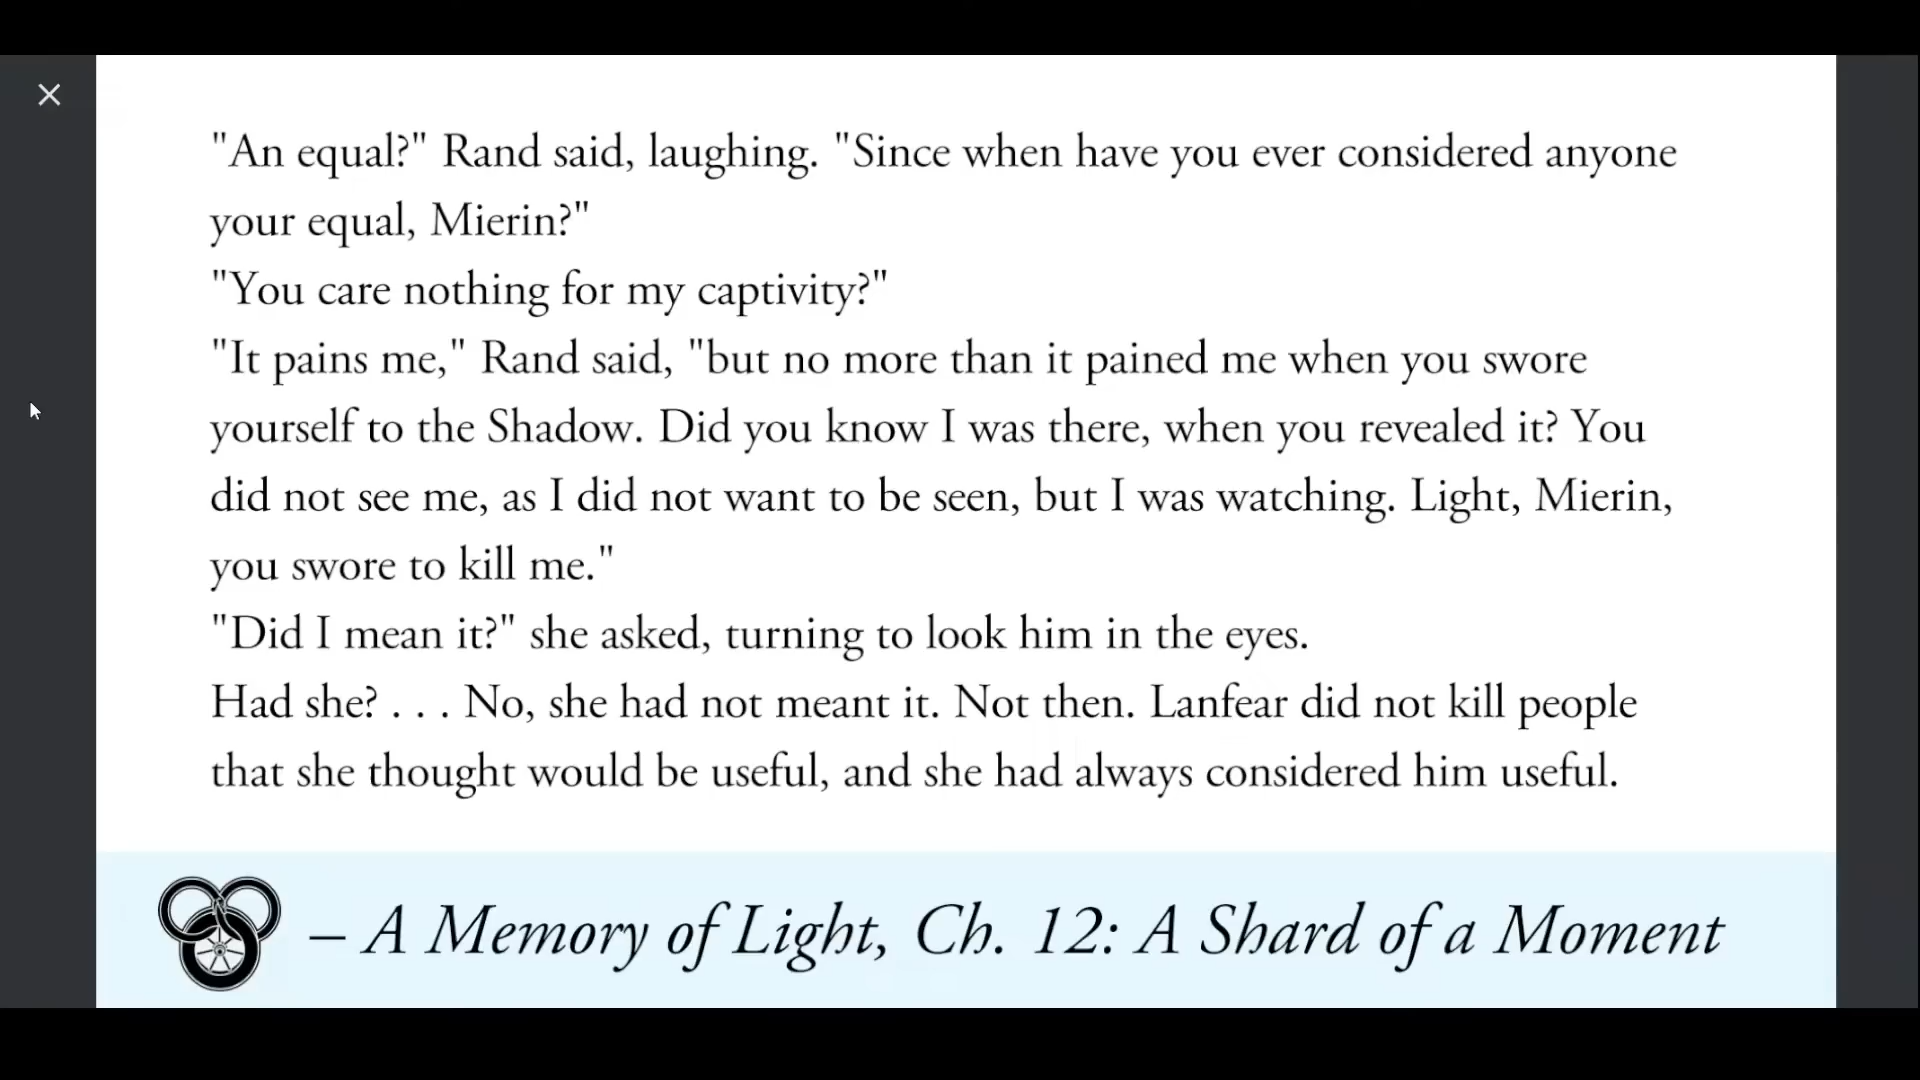 "An equal?" Rand said, laughing. "Since when have you ever considered anyone
your equal, Mierin?"
"You care nothing for my captivity?"
"It pains me," Rand said, "but no more than it pained me when you swore
yourself to the Shadow. Did you know I was there, when you revealed it? You
did not see me, as I did not want to be seen, but I was watching. Light, Mierin,
you swore to kill me."
"Did I mean it?" she asked, turning to look him in the eyes.
Had she? . . . No, she had not meant it. Not then. Lanfear did not kill people
that she thought would be useful, and she had always considered him useful.
– A Memory of Light, Ch. 12: A Shard of a Moment